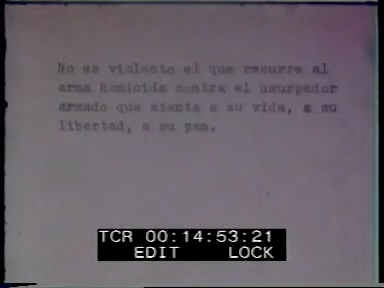 No es violento el que recurre al
arma homicida contra el usurpador
armado que atenta a su vida, a su
libertad, a su pan.
TCR 00:14:53:21
EDIT LOCK